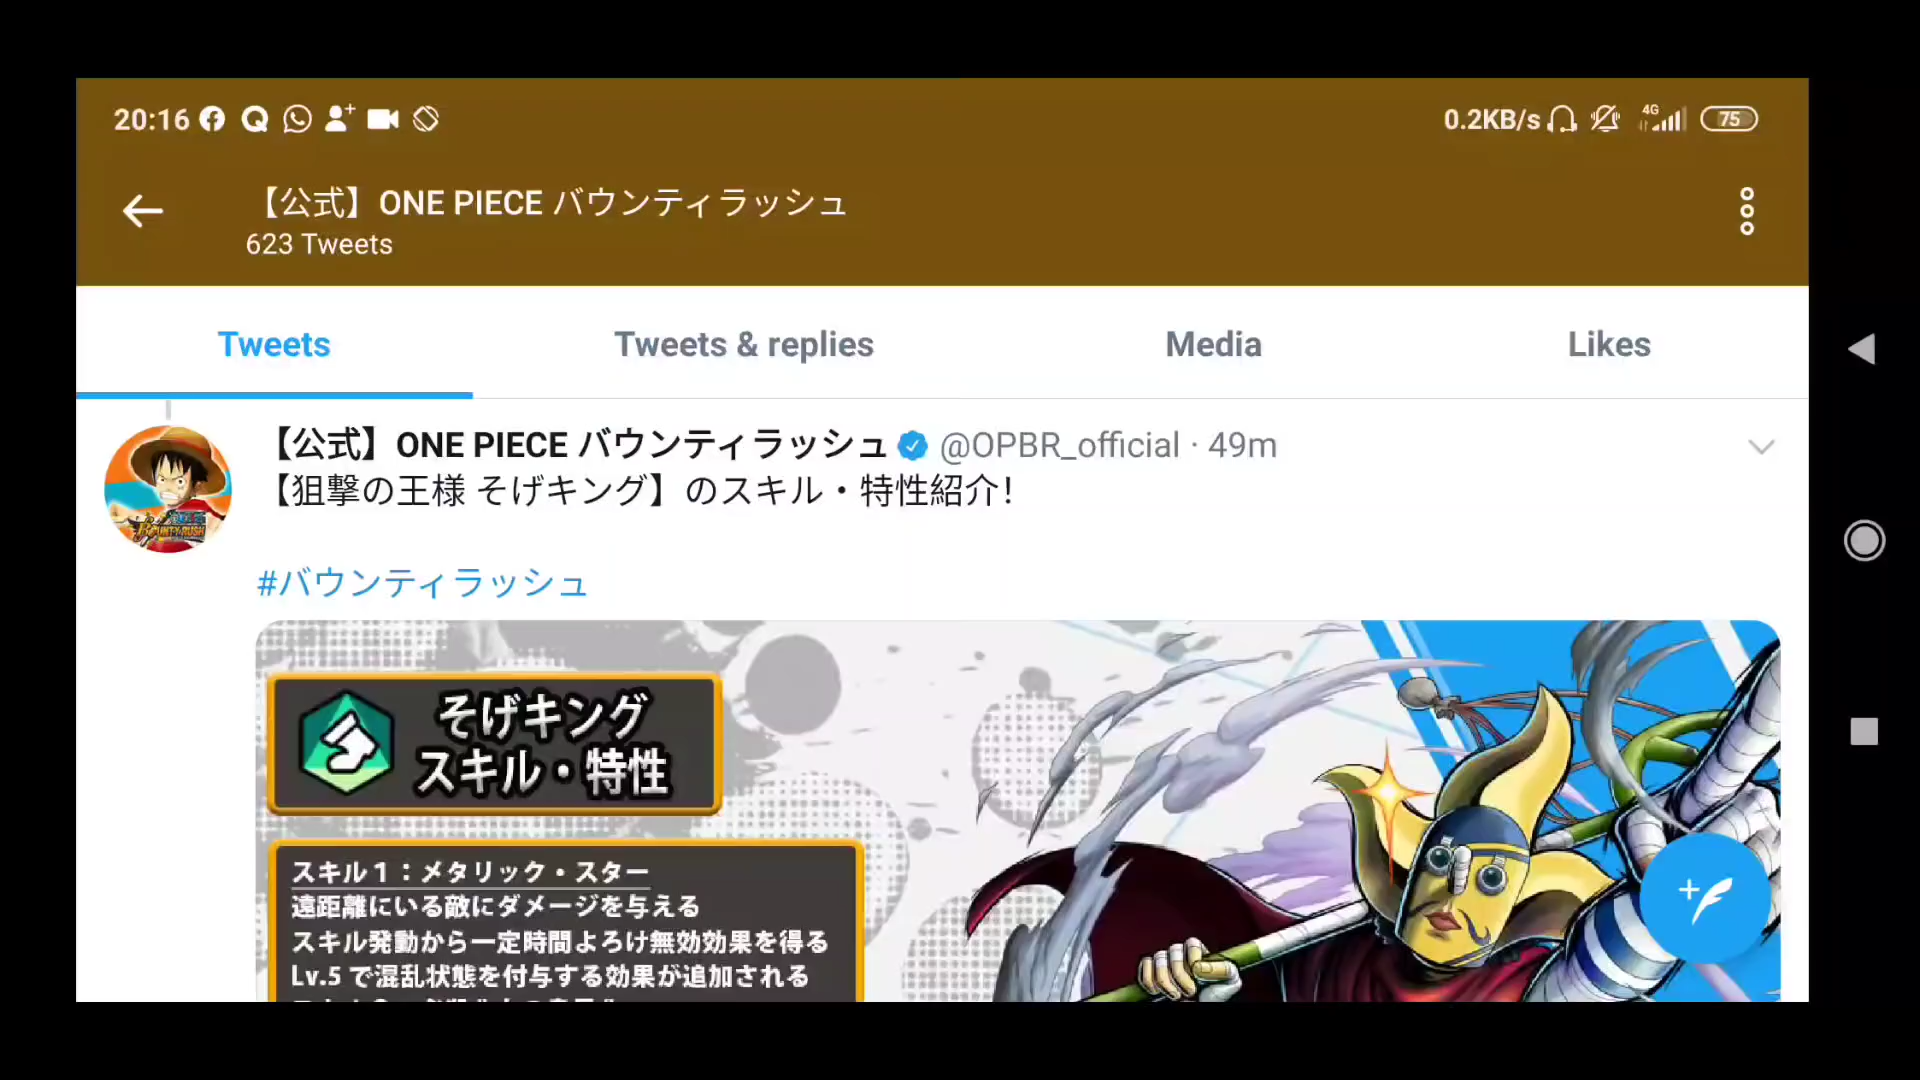 20:16
0.2KB/s
4G
75
【公式】ONE PIECE バウンティラッシュ
623 Tweets
Tweets
Tweets & replies
Media
Likes
【公式】ONE PIECE バウンティラッシュ @OPBR_official · 49m
【狙撃の王様 そげキング】のスキル・特性紹介！
#バウンティラッシュ
BOUNTY RUSH
そげキング
スキル・特性
スキル1：メタリック・スター
遠距離にいる敵にダメージを与える
スキル発動から一定時間よろけ無効効果を得る
Lv.5で混乱状態を付与する効果が追加される